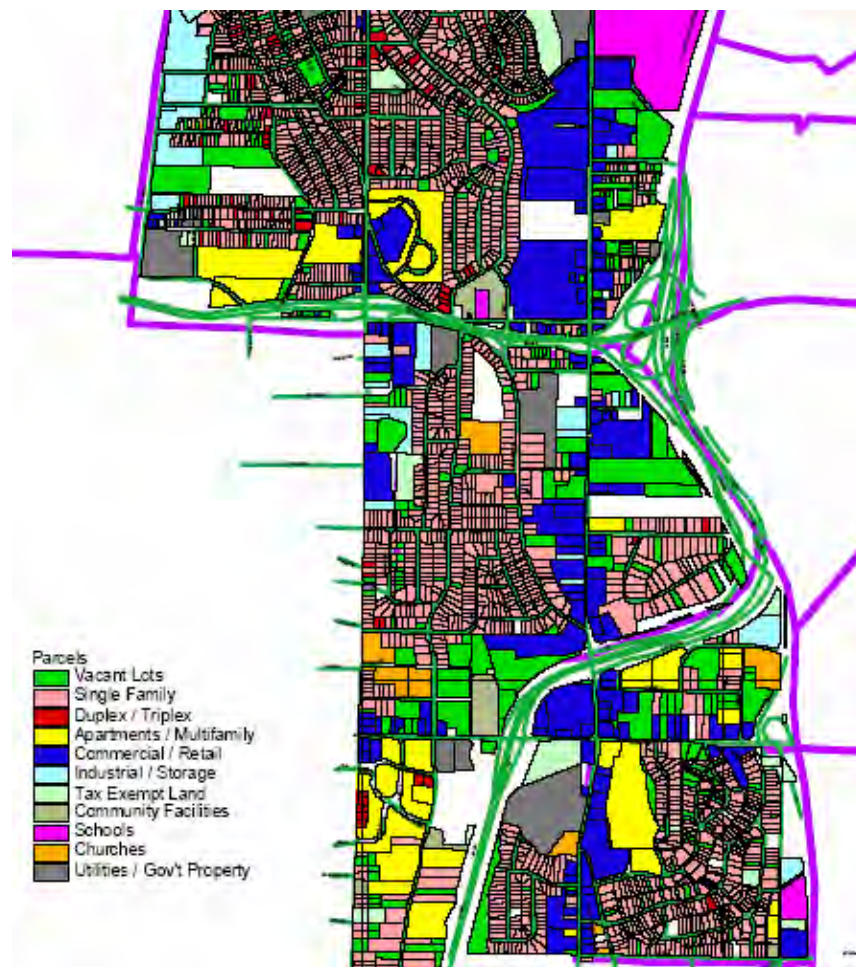 Parcels
Vacant Lots
Single Family
Duplex / Triplex
Apartments / Multifamily
Commercial / Retail
Industrial / Storage
Tax Exempt Land
Community Facilities
Schools
Churches
Utilities / Gov't Property